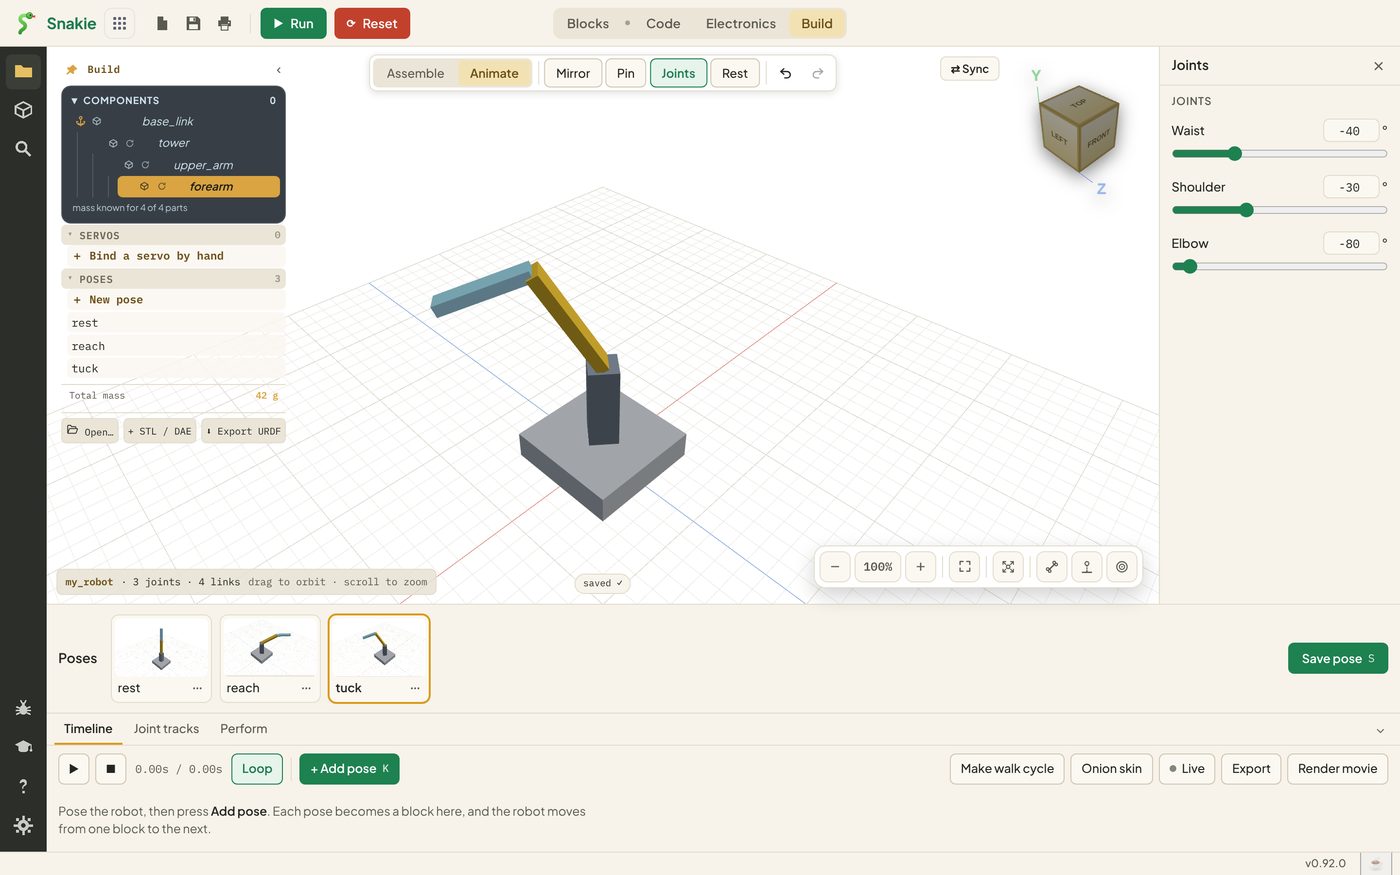 Snakie
Run
Reset
Blocks
Code
Electronics
Build
Build
COMPONENTS 0
base_link
tower
upper_arm
forearm
mass known for 4 of 4 parts
SERVOS 0
+ Bind a servo by hand
POSES 3
+ New pose
rest
reach
tuck
Total mass 42 g
Open…
+ STL / DAE
Export URDF
Assemble
Animate
Mirror
Pin
Joints
Rest
Sync
Y
TOP
LEFT
FRONT
Z
my_robot · 3 joints · 4 links drag to orbit · scroll to zoom
saved ✓
− 100% +
Joints
JOINTS
Waist -40 °
Shoulder -30 °
Elbow -80 °
Poses
rest ···
reach ···
tuck ···
Save pose S
Timeline
Joint tracks
Perform
0.00s / 0.00s
Loop
+ Add pose K
Make walk cycle
Onion skin
Live
Export
Render movie
Pose the robot, then press Add pose. Each pose becomes a block here, and the robot moves
from one block to the next.
v0.92.0